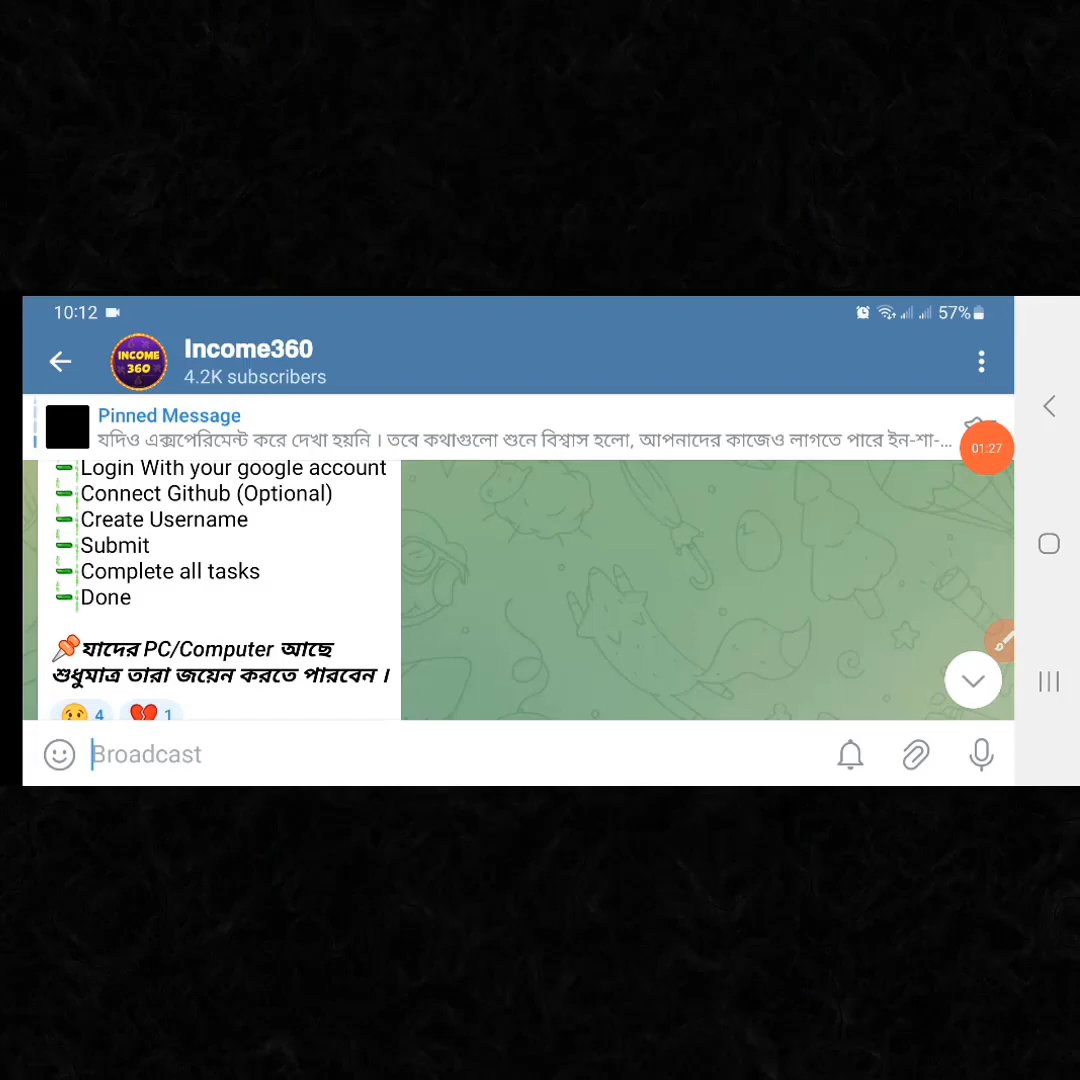 10:12
57%
INCOME
360
Income360
4.2K subscribers
Pinned Message
যদিও এক্সপেরিমেন্ট করে দেখা হয়নি । তবে কথাগুলো শুনে বিশ্বাস হলো, আপনাদের কাজেও লাগতে পারে ইন-শা-...
01:27
Login With your google account
Connect Github (Optional)
Create Username
Submit
Complete all tasks
Done
📌যাদের PC/Computer আছে
শুধুমাত্র তারা জয়েন করতে পারবেন ।
4
1
Broadcast